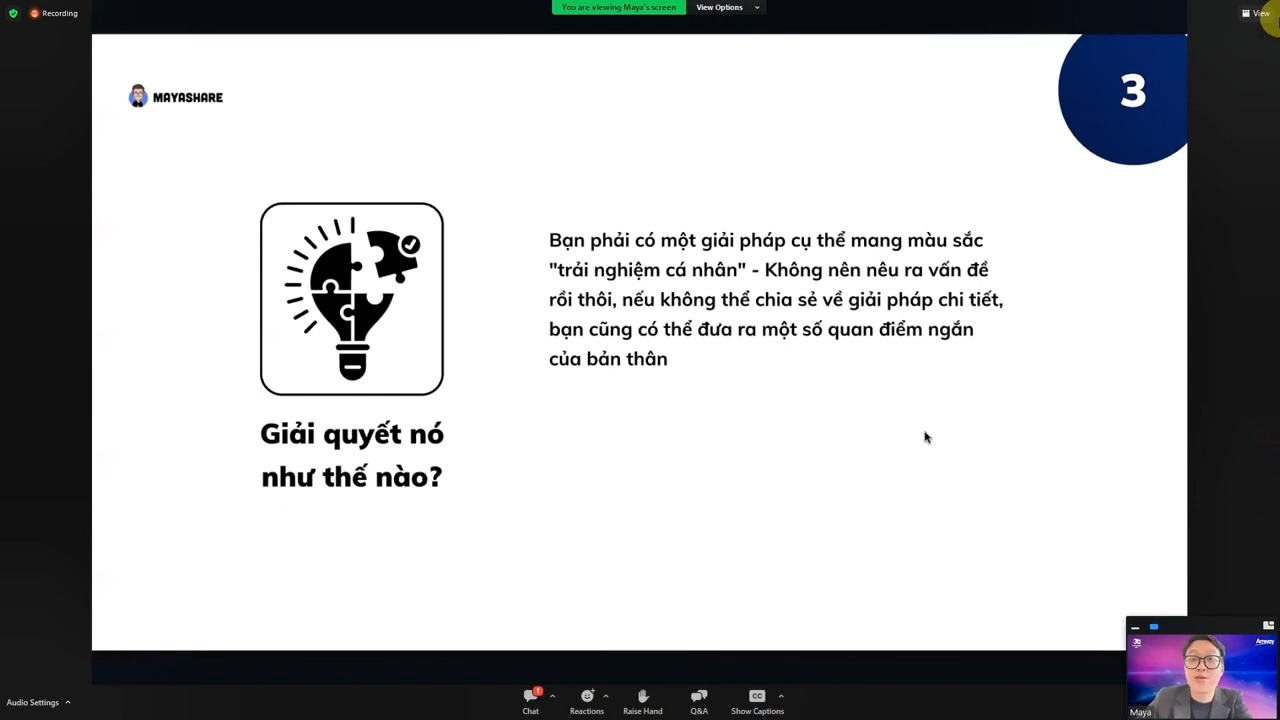 Recording
You are viewing Maya's screen
View Options
View
MAYASHARE
3
Bạn phải có một giải pháp cụ thể mang màu sắc
"trải nghiệm cá nhân" - Không nên nêu ra vấn đề
rồi thôi, nếu không thể chia sẻ về giải pháp chi tiết,
bạn cũng có thể đưa ra một số quan điểm ngắn
của bản thân
Giải quyết nó
như thế nào?
Amway
Maya
Audio Settings
1
Chat
Reactions
Raise Hand
Q&A
CC
Show Captions